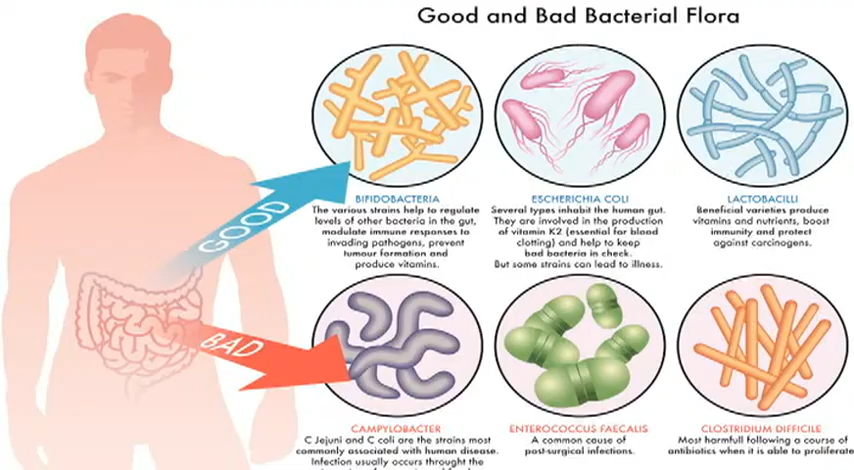 Good and Bad Bacterial Flora
GOOD
BIFIDOBACTERIA
The various strains help to regulate
levels of other bacteria in the gut,
madulate immune responses to
invading pathogens, prevent
tumour formation and
produce vitamins.
ESCHERICHIA COLI
Several types inhabit the human gut.
They are involved in the production
of vitamin K2 (essential for blood
clotting) and help to keep
bad bacteria in check.
But some strains can lead to illness.
LACTOBACILLI
Beneficial varieties produce
vitamins and nutrients, boost
immunity and protect
against carcinogens.
BAD
CAMPYLOBACTER
C Jejuni and C coli are the strains most
commonly associated with human disease.
Infection usually occurs throught the
ENTEROCOCCUS FAECALIS
A common cause of
post-surgical infections.
CLOSTRIDIUM DIFFICILE
Most harmfull following a course of
antibiotics when it is able to proliferate